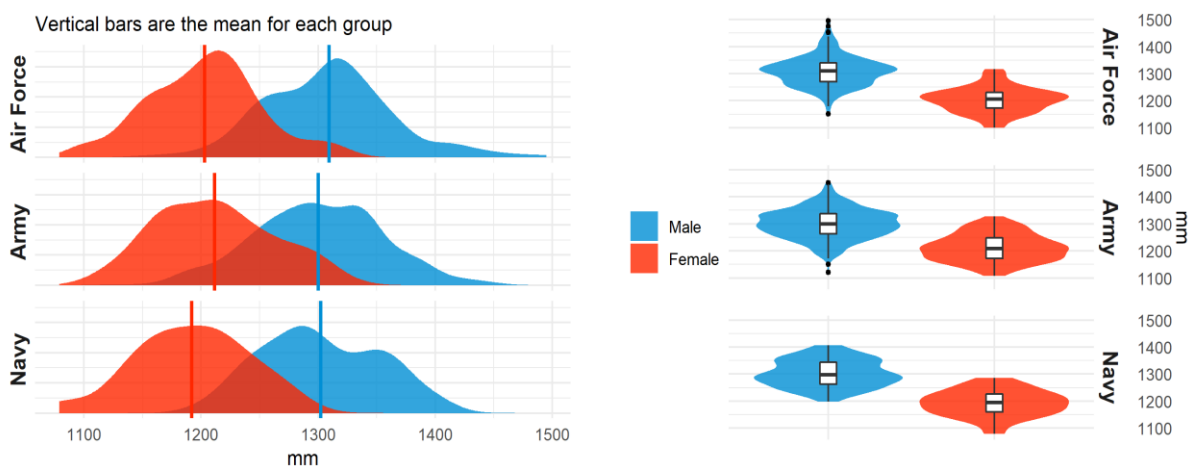 Vertical bars are the mean for each group
Air Force
Army
Navy
1100 1200 1300 1400 1500
mm
Male
Female
1500
1400
1300
1200
1100
Air Force
1500
1400
1300
1200
1100
Army
mm
1500
1400
1300
1200
1100
Navy